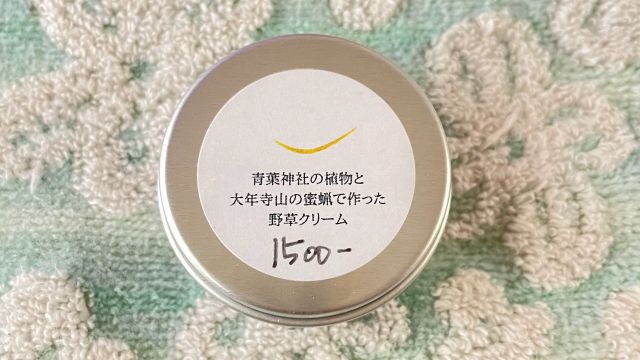 青葉神社の植物と
大年寺山の蜜蝋で作った
野草クリーム
1500-